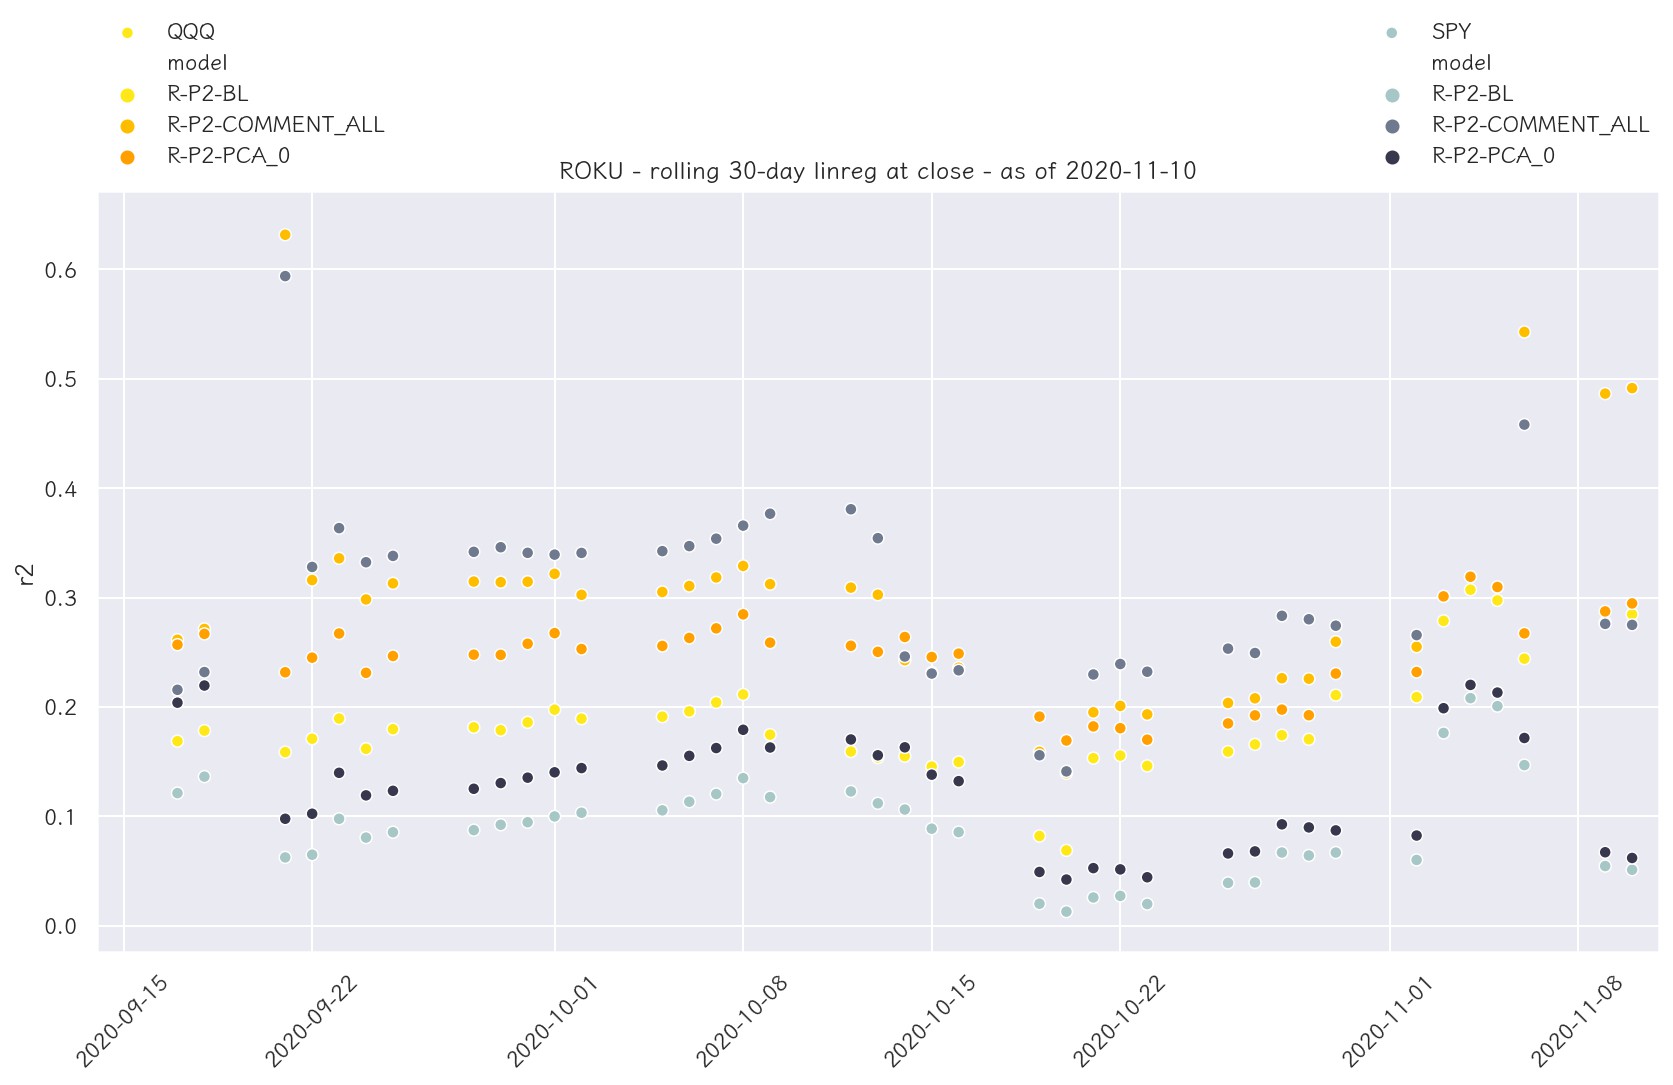 QQQ
model
R-P2-BL
R-P2-COMMENT_ALL
R-P2-PCA_0
SPY
model
R-P2-BL
R-P2-COMMENT_ALL
R-P2-PCA_0
ROKU - rolling 30-day linreg at close - as of 2020-11-10
r2
0.6
0.5
0.4
0.3
0.2
0.1
0.0
2020-09-15
2020-09-22
2020-10-01
2020-10-08
2020-10-15
2020-10-22
2020-11-01
2020-11-08